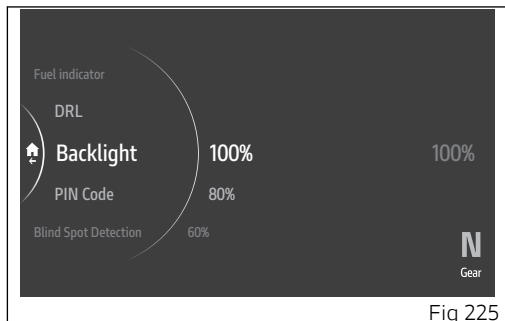 Fuel indicator
DRL
Backlight 100% 100%
PIN Code 80%
Blind Spot Detection 60%
N
Gear
Fig 225